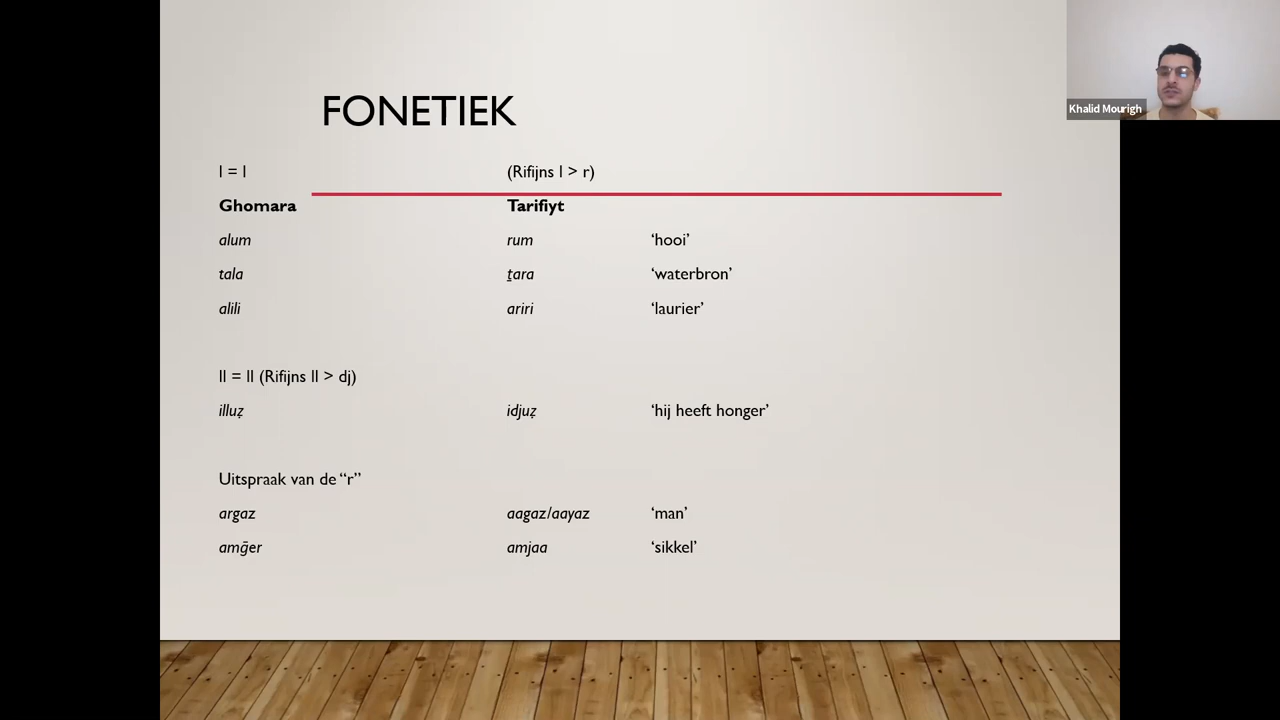 FONETIEK
l = l (Rifijns l > r)
Ghomara Tarifiyt
alum rum ‘hooi’
tala ṯara ‘waterbron’
alili ariri ‘laurier’
ll = ll (Rifijns ll > dj)
illuẓ idjuẓ ‘hij heeft honger’
Uitspraak van de “r”
argaz aagaz/aayaz ‘man’
amḡer amjaa ‘sikkel’
Khalid Mourigh